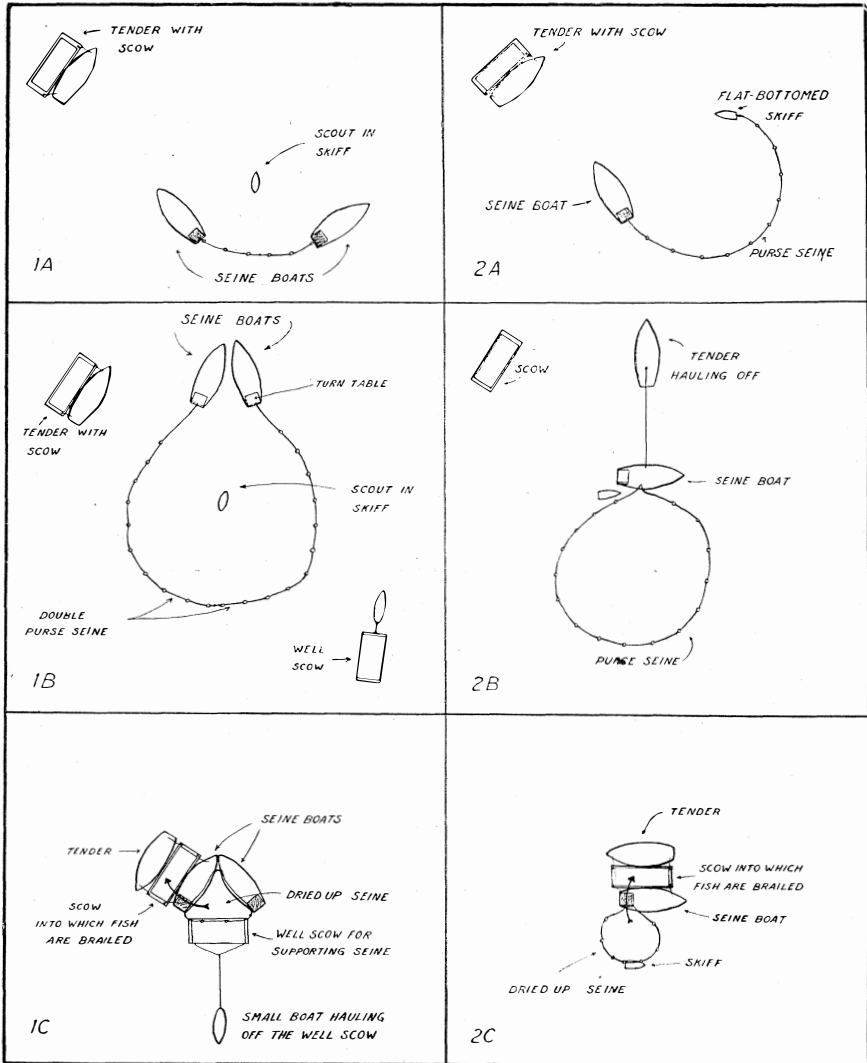 TENDER WITH
SCOW
SCOUT IN
SKIFF
SEINE BOATS
1A
TENDER WITH SCOW
FLAT-BOTTOMED
SKIFF
SEINE BOAT
PURSE SEINE
2A
SEINE BOATS
TURN TABLE
TENDER WITH
SCOW
SCOUT IN
SKIFF
DOUBLE
PURSE SEINE
WELL
SCOW
1B
SCOW
TENDER
HAULING OFF
SEINE BOAT
PURSE SEINE
2B
SEINE BOATS
TENDER
DRIED UP SEINE
SCOW
INTO WHICH FISH
ARE BRAILED
WELL SCOW FOR
SUPPORTING SEINE
SMALL BOAT HAULING
OFF THE WELL SCOW
1C
TENDER
SCOW INTO WHICH
FISH ARE BRAILED
SEINE BOAT
SKIFF
DRIED UP SEINE
2C